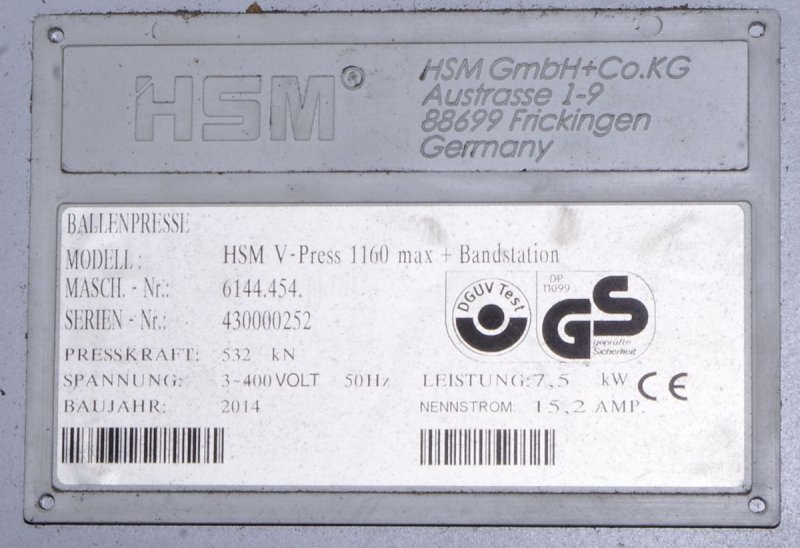 HSM®
HSM GmbH+Co.KG
Austrasse 1-9
88699 Frickingen
Germany
BALLENPRESSE
MODELL: HSM V-Press 1160 max + Bandstation
MASCH. - Nr.: 6144.454.
SERIEN - Nr.: 430000252
DGUV Test
DP
11099
GS
geprüfte
Sicherheit
PRESSKRAFT: 532 kN
SPANNUNG: 3~400VOLT 50Hz LEISTUNG:7,5 kW CE
BAUJAHR: 2014 NENNSTROM: 15,2 AMP.